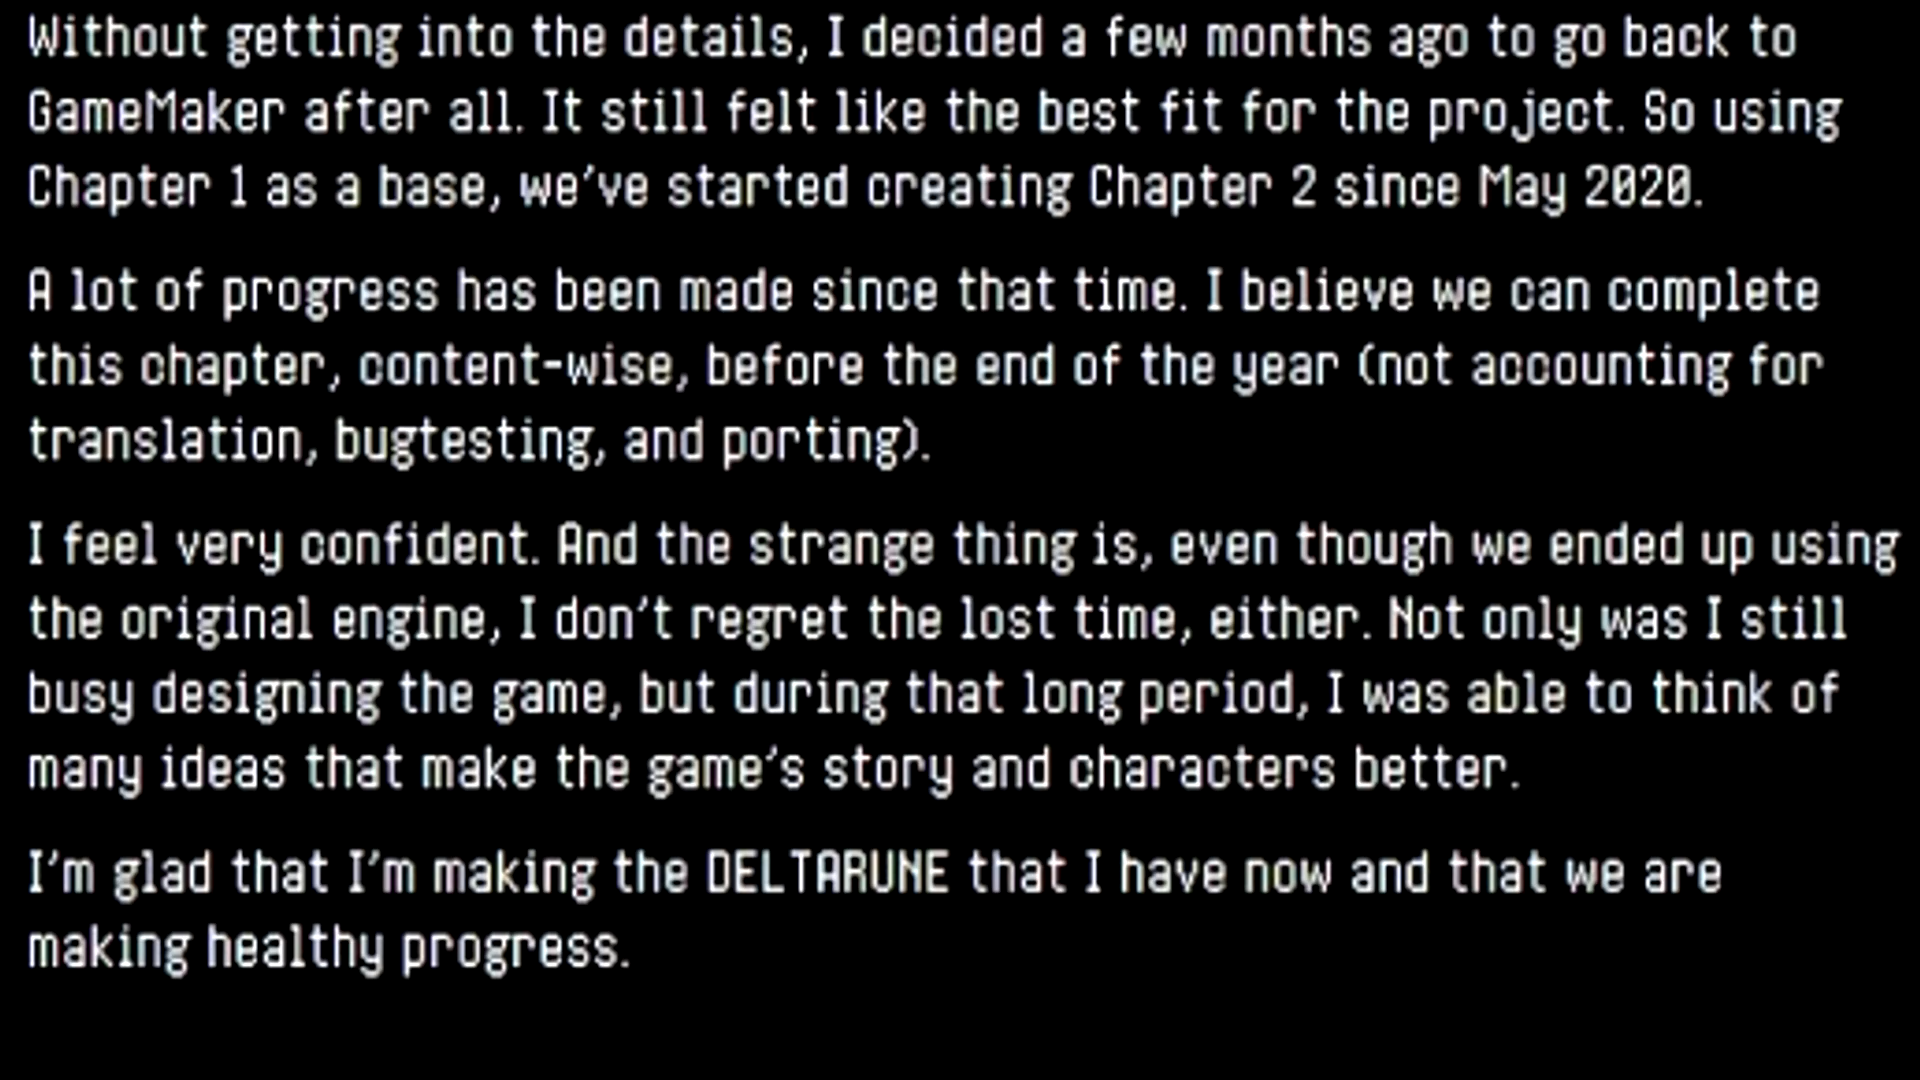 Without getting into the details, I decided a few months ago to go back to
GameMaker after all. It still felt like the best fit for the project. So using
Chapter 1 as a base, we've started creating Chapter 2 since May 2020.
A lot of progress has been made since that time. I believe we can complete
this chapter, content-wise, before the end of the year (not accounting for
translation, bugtesting, and porting).
I feel very confident. And the strange thing is, even though we ended up using
the original engine, I don't regret the lost time, either. Not only was I still
busy designing the game, but during that long period, I was able to think of
many ideas that make the game's story and characters better.
I'm glad that I'm making the DELTARUNE that I have now and that we are
making healthy progress.